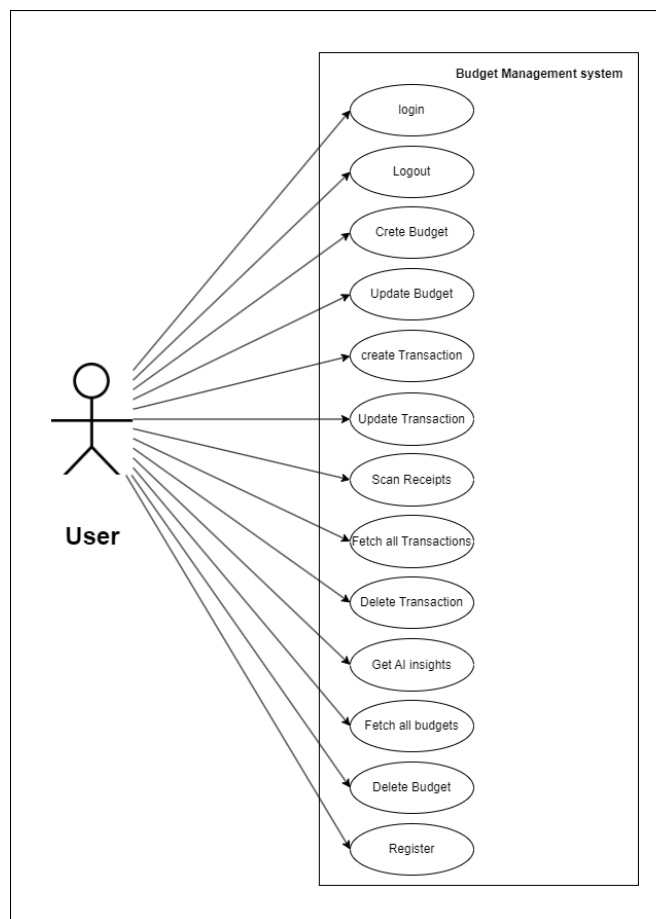 Budget Management system
login
Logout
Crete Budget
Update Budget
create Transaction
Update Transaction
Scan Receipts
User
Fetch all Transactions
Delete Transaction
Get AI insights
Fetch all budgets
Delete Budget
Register